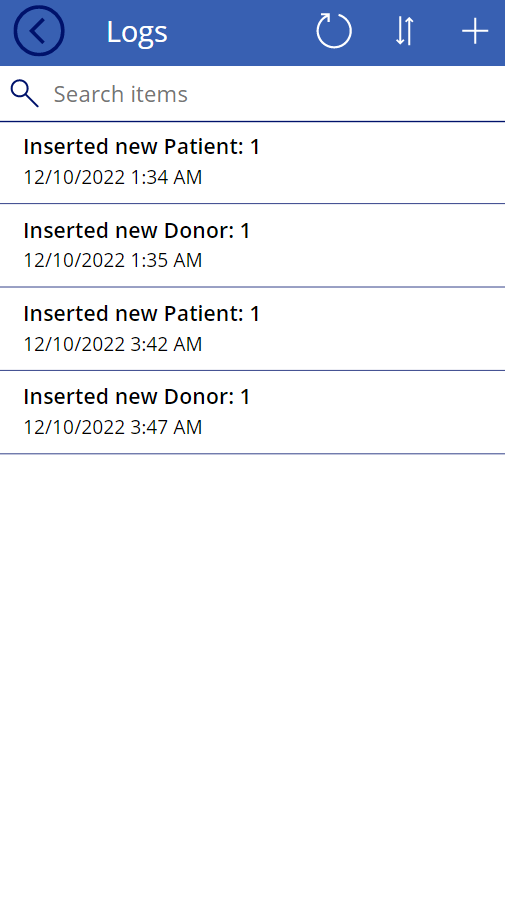 Logs
Search items
Inserted new Patient: 1
12/10/2022 1:34 AM
Inserted new Donor: 1
12/10/2022 1:35 AM
Inserted new Patient: 1
12/10/2022 3:42 AM
Inserted new Donor: 1
12/10/2022 3:47 AM